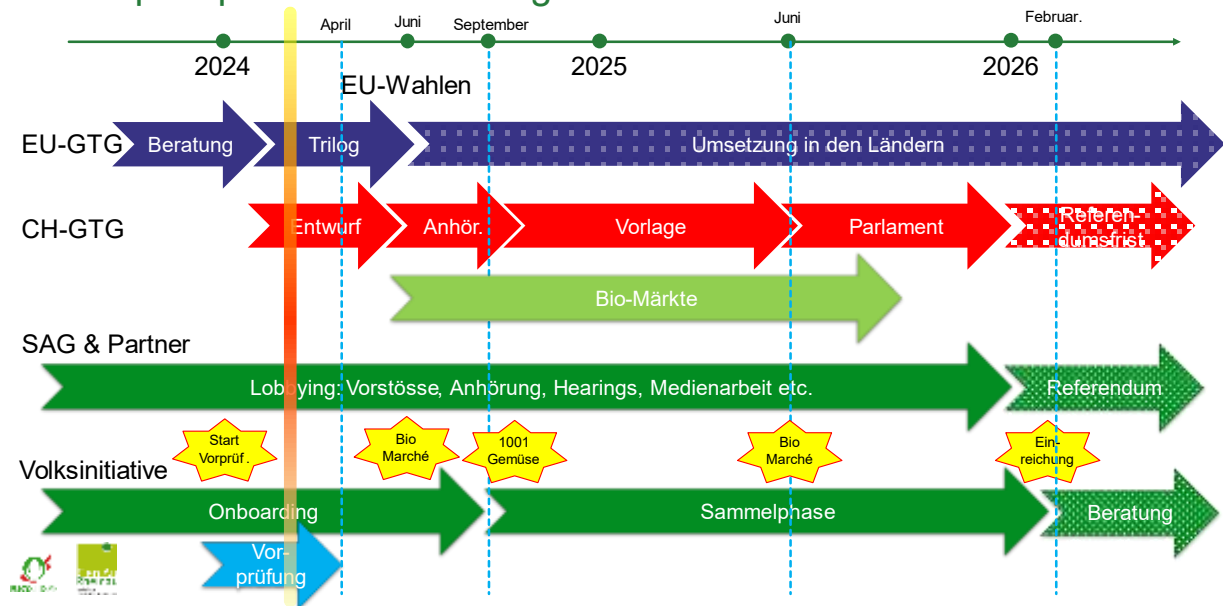 April
Juni
September
Juni
Februar.
2024
2025
2026
EU-Wahlen
EU-GTG
Beratung
Trilog
Umsetzung in den Ländern
CH-GTG
Entwurf
Anhör.
Vorlage
Parlament
Referen-
dumsfrist
Bio-Märkte
SAG & Partner
Lobbying: Vorstösse, Anhörung, Hearings, Medienarbeit etc.
Referendum
Start
Vorprüf.
Bio
Marché
1001
Gemüse
Bio
Marché
Ein-
reichung
Volksinitiative
Onboarding
Sammelphase
Beratung
Vor-
prüfung